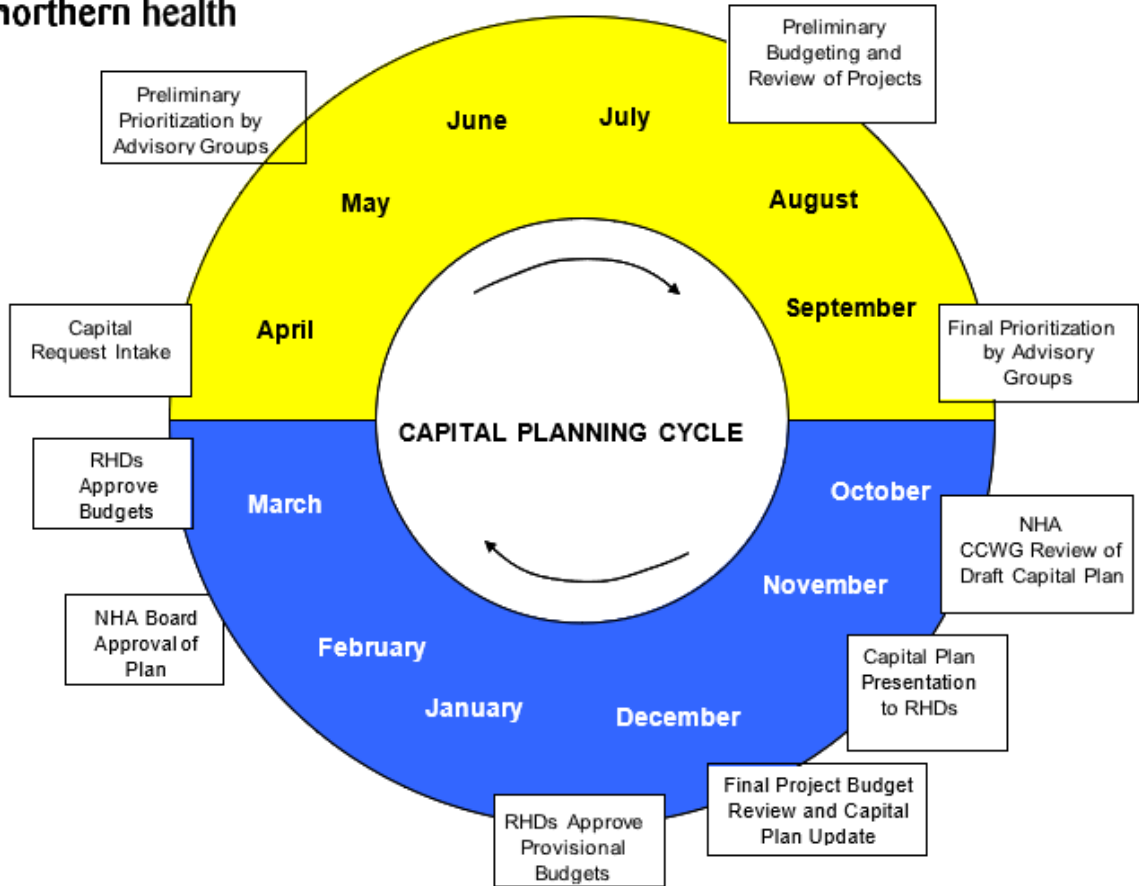 northern health
Preliminary
Budgeting and
Review of Projects
Preliminary
Prioritization by
Advisory Groups
June
July
May
August
September
April
Capital
Request Intake
Final Prioritization
by Advisory
Groups
CAPITAL PLANNING CYCLE
RHDs
Approve
Budgets
March
October
NHA
CCWG Review of
Draft Capital Plan
November
NHA Board
Approval of
Plan
February
Capital Plan
Presentation
to RHDs
January
December
Final Project Budget
Review and Capital
Plan Update
RHDs Approve
Provisional
Budgets